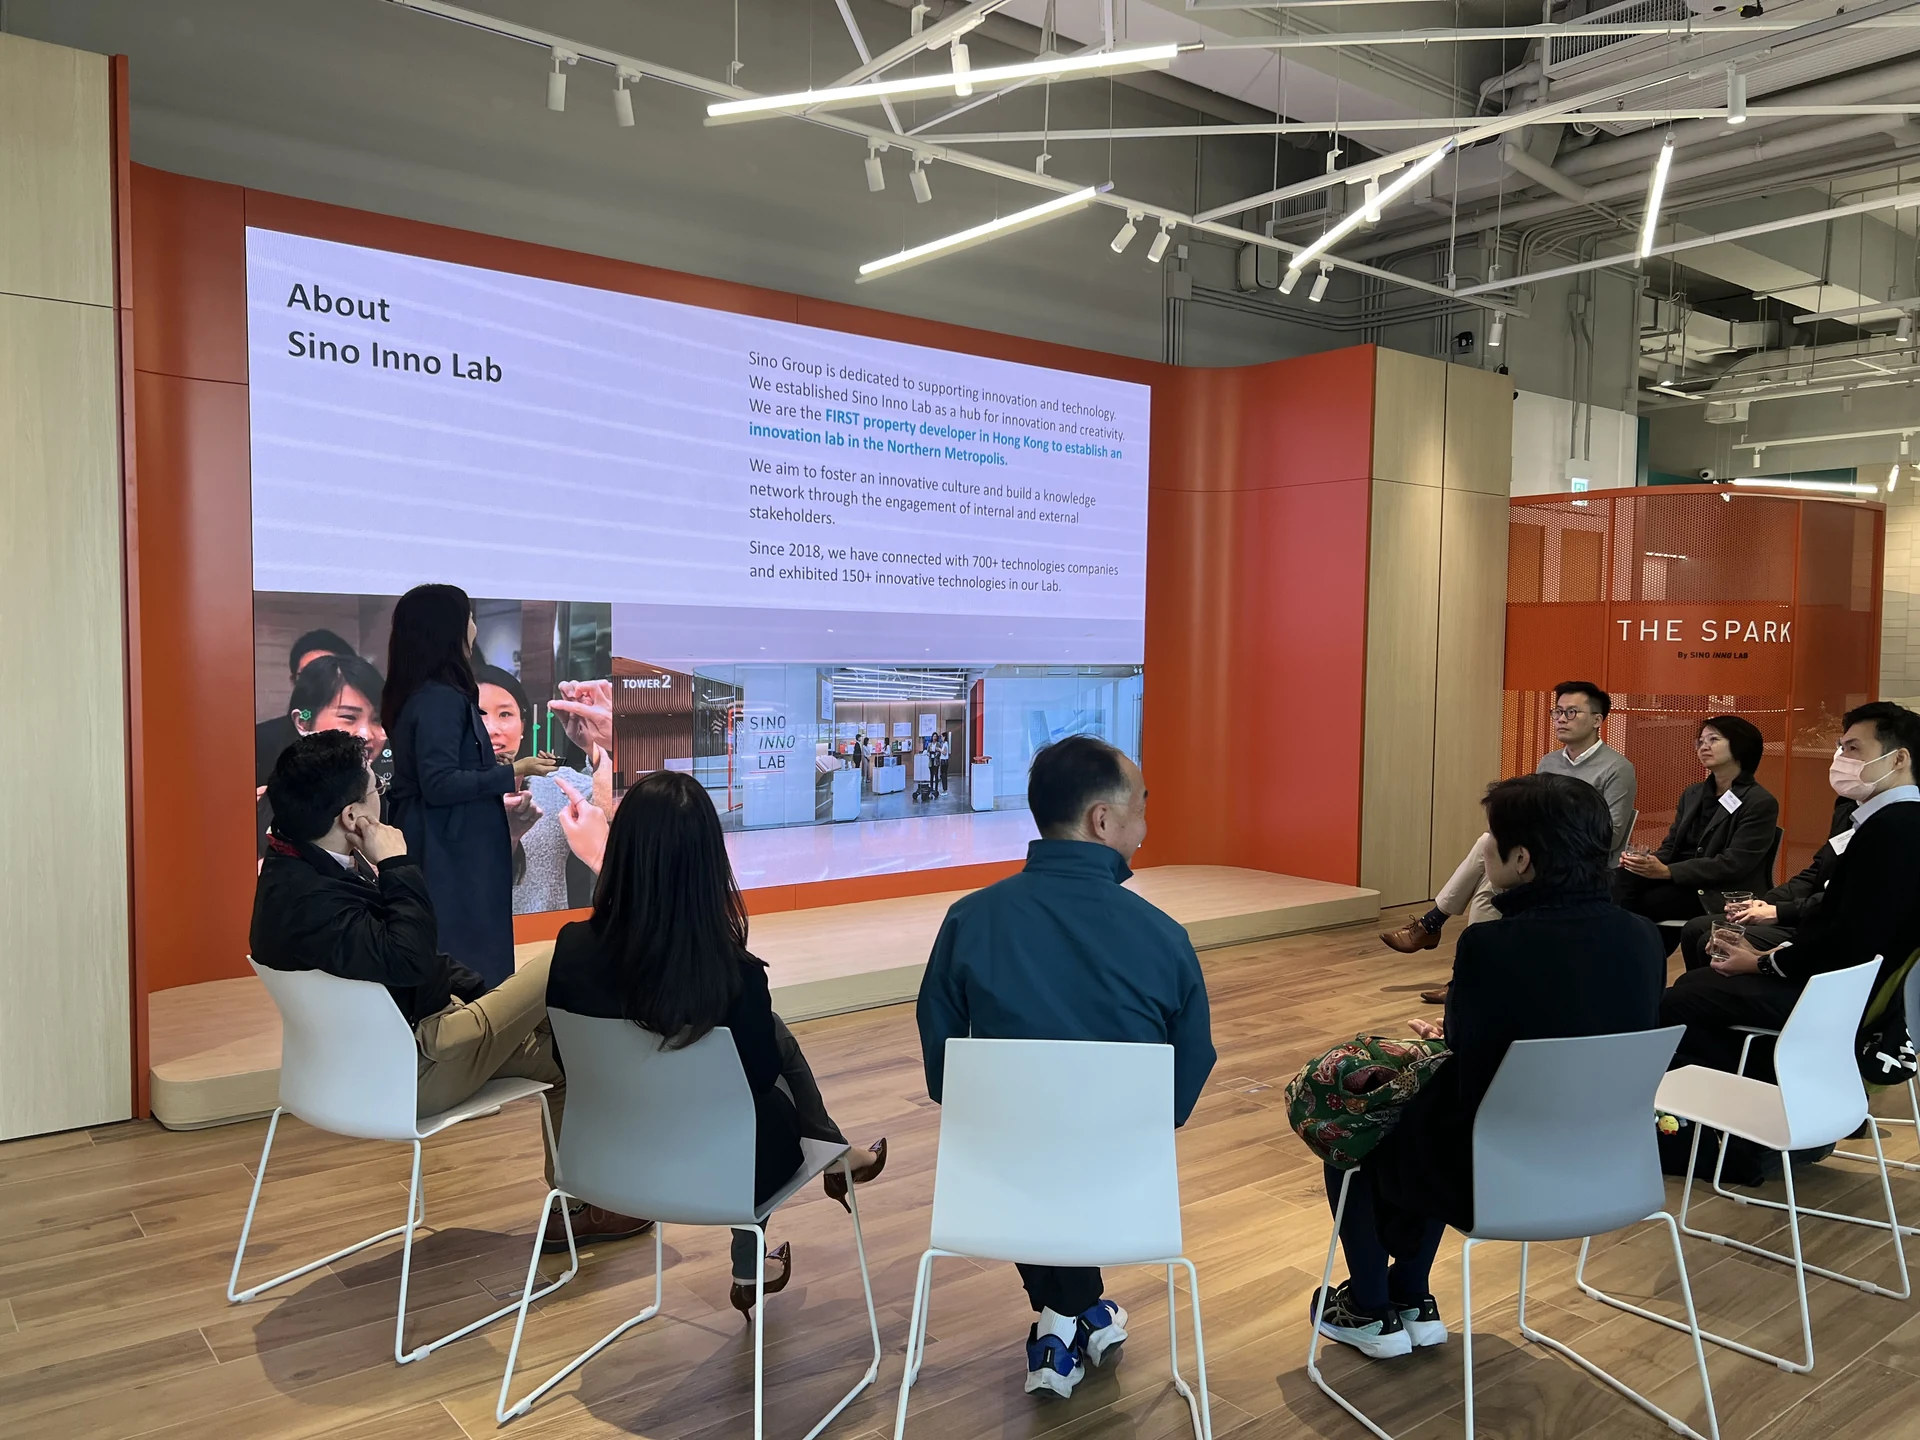 About
Sino Inno Lab
Sino Group is dedicated to supporting innovation and technology.
We established Sino Inno Lab as a hub for innovation and creativity.
We are the FIRST property developer in Hong Kong to establish an
innovation lab in the Northern Metropolis.
We aim to foster an innovative culture and build a knowledge
network through the engagement of internal and external
stakeholders.
Since 2018, we have connected with 700+ technologies companies
and exhibited 150+ innovative technologies in our Lab.
TOWER 2
SINO
INNO
LAB
THE SPARK
By SINO INNO LAB